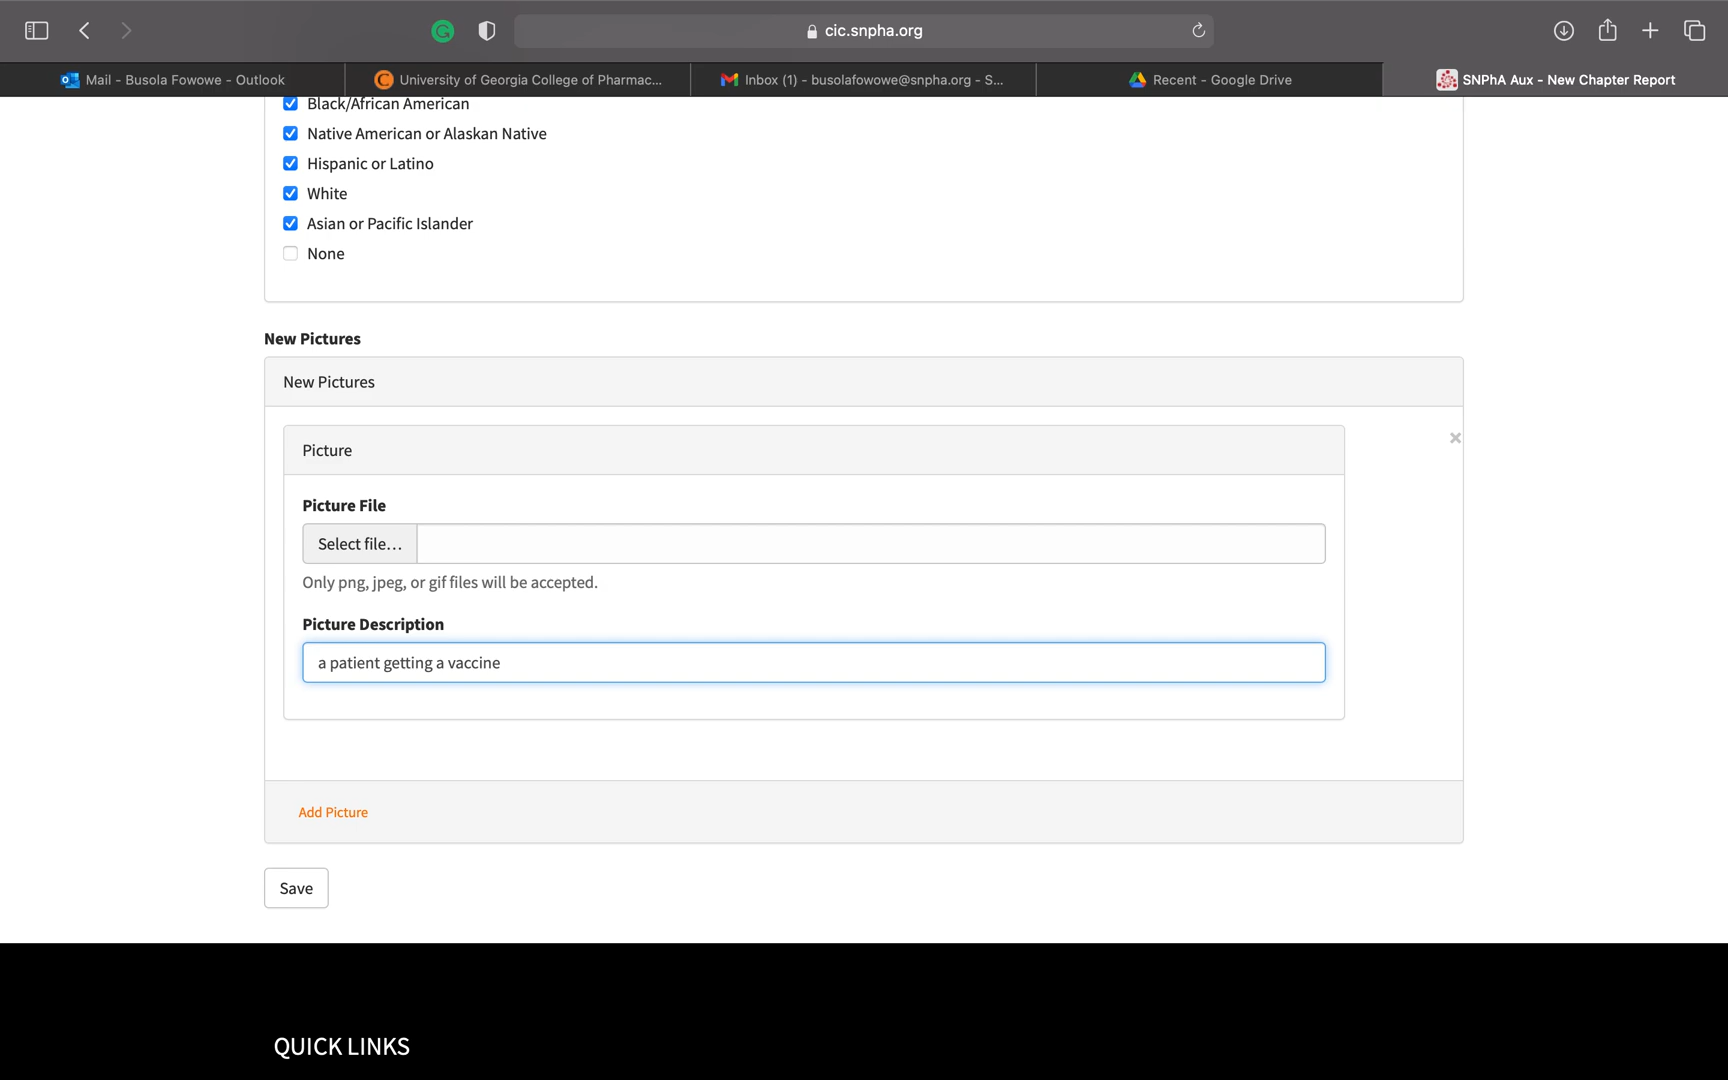 cic.snpha.org
Mail - Busola Fowowe - Outlook
University of Georgia College of Pharmac...
Inbox (1) - busolafowowe@snpha.org - S...
Recent - Google Drive
SNPhA Aux - New Chapter Report
Black/African American
Native American or Alaskan Native
Hispanic or Latino
White
Asian or Pacific Islander
None
New Pictures
New Pictures
Picture
Picture File
Select file...
Only png, jpeg, or gif files will be accepted.
Picture Description
a patient getting a vaccine
Add Picture
Save
QUICK LINKS